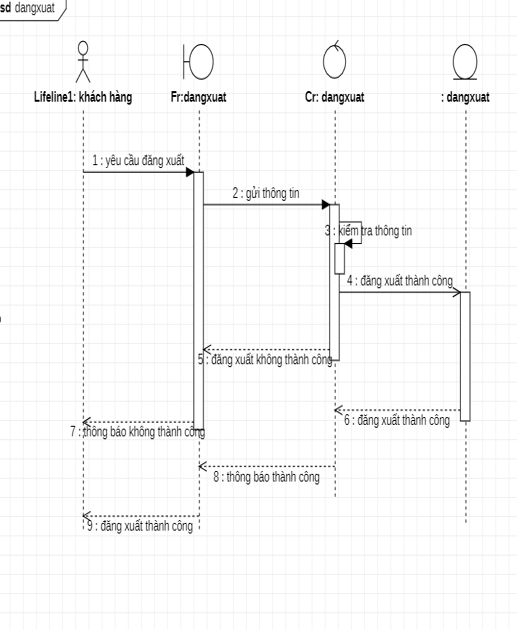 sd dangxuat
Lifeline1: khách hàng
Fr:dangxuat
Cr: dangxuat
: dangxuat
1 : yêu cầu đăng xuất
2 : gửi thông tin
3 : kiểm tra thông tin
4 : đăng xuất thành công
5 : đăng xuất không thành công
6 : đăng xuất thành công
7 : thông báo không thành công
8 : thông báo thành công
9 : đăng xuất thành công